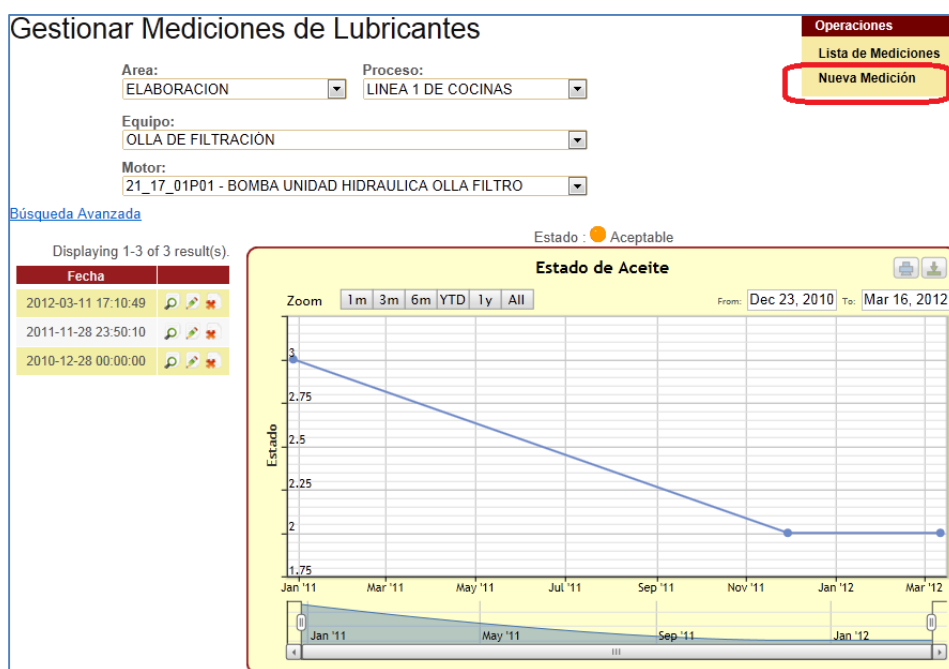 Gestionar Mediciones de Lubricantes
Operaciones
Lista de Mediciones
Nueva Medición
Area:
ELABORACION
Proceso:
LINEA 1 DE COCINAS
Equipo:
OLLA DE FILTRACIÓN
Motor:
21_17_01P01 - BOMBA UNIDAD HIDRAULICA OLLA FILTRO
Búsqueda Avanzada
Displaying 1-3 of 3 result(s).
Fecha
2012-03-11 17:10:49
2011-11-28 23:50:10
2010-12-28 00:00:00
Estado : Aceptable
Estado de Aceite
Zoom 1m 3m 6m YTD 1y All
From: Dec 23, 2010 To: Mar 16, 2012
Estado
3
2.75
2.5
2.25
2
1.75
Jan '11 Mar '11 May '11 Jul '11 Sep '11 Nov '11 Jan '12 Mar '12
Jan '11 May '11 Sep '11 Jan '12